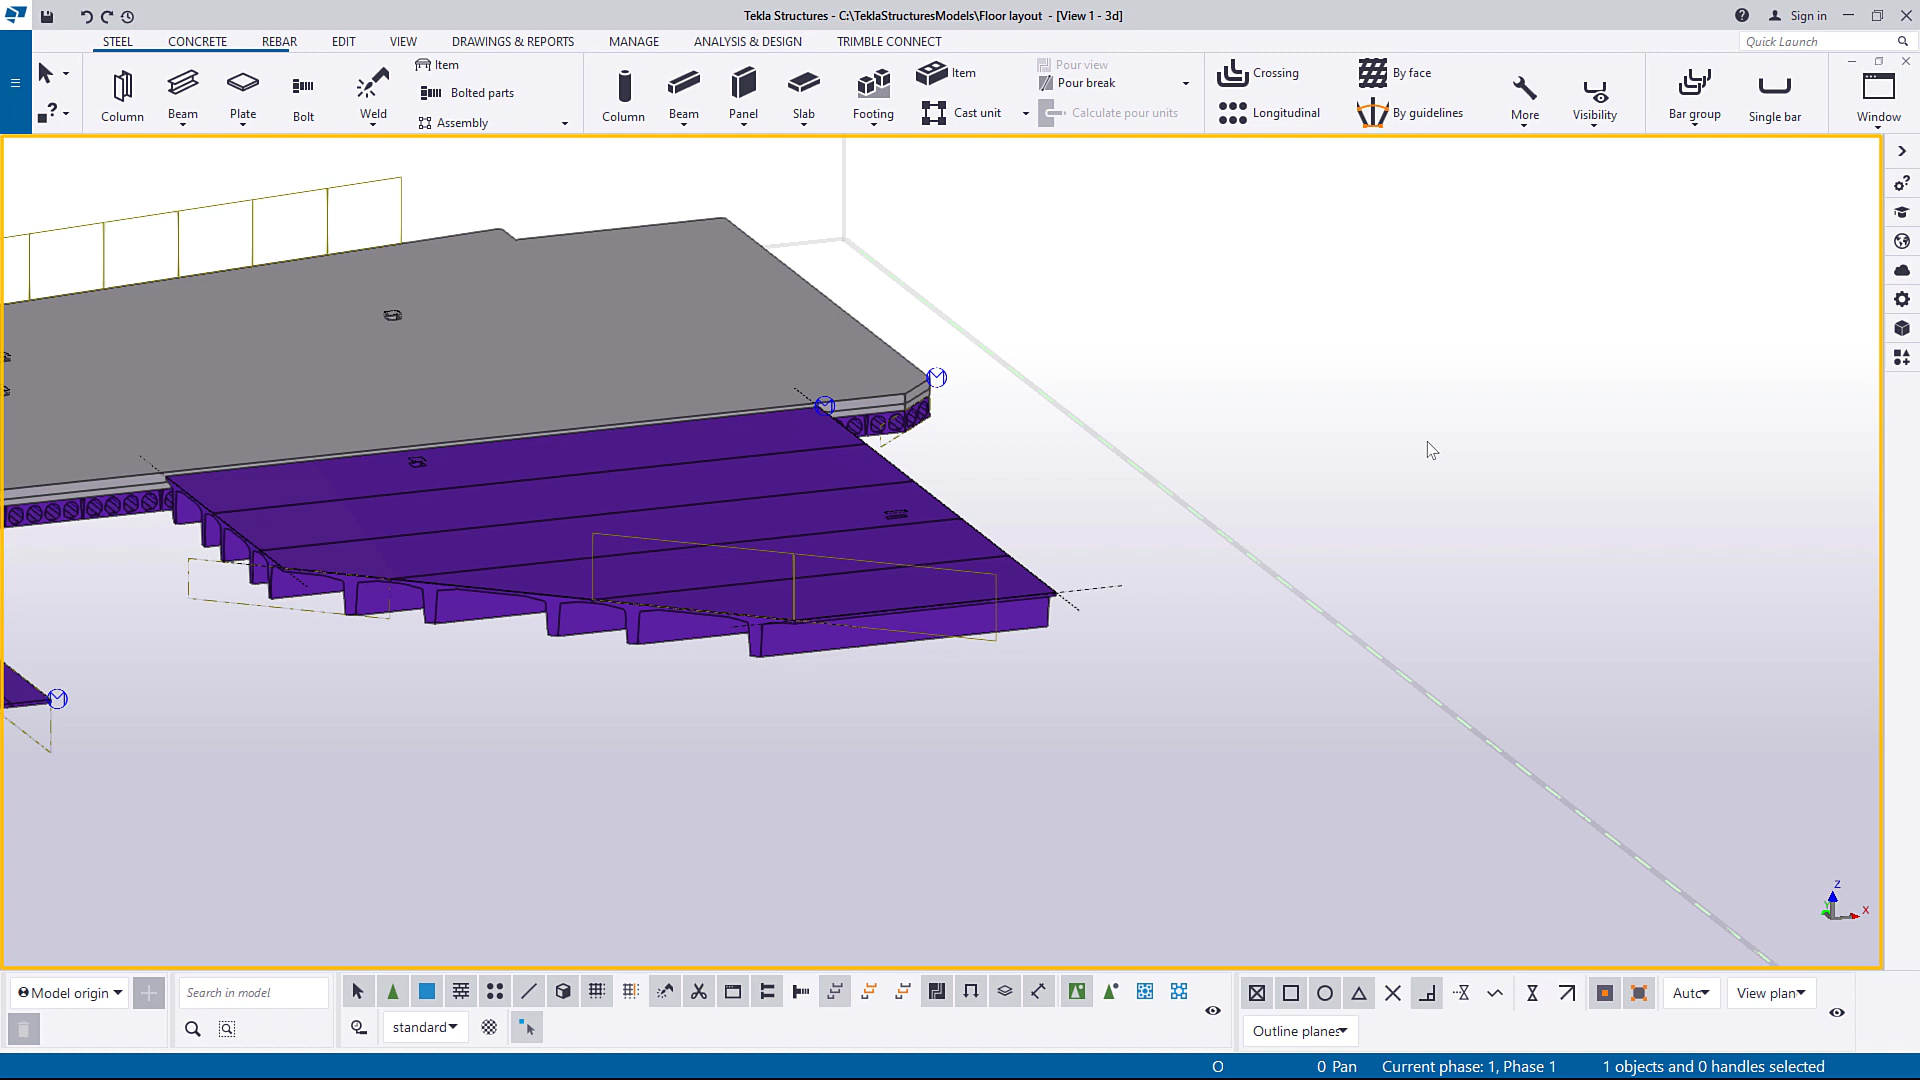 Tekla Structures - C:\TeklaStructuresModels\Floor layout - [View 1 - 3d]
Sign in
STEEL CONCRETE REBAR EDIT VIEW DRAWINGS & REPORTS MANAGE ANALYSIS & DESIGN TRIMBLE CONNECT
Quick Launch
Column
Beam
Plate
Bolt
Weld
Item
Bolted parts
Assembly
Column
Beam
Panel
Slab
Footing
Item
Cast unit
Pour view
Pour break
Calculate pour units
Crossing
Longitudinal
By face
By guidelines
More
Visibility
Bar group
Single bar
Window
Z
Y
X
Model origin
Search in model
standard
Auto
View plan
Outline planes
O
0 Pan
Current phase: 1, Phase 1
1 objects and 0 handles selected